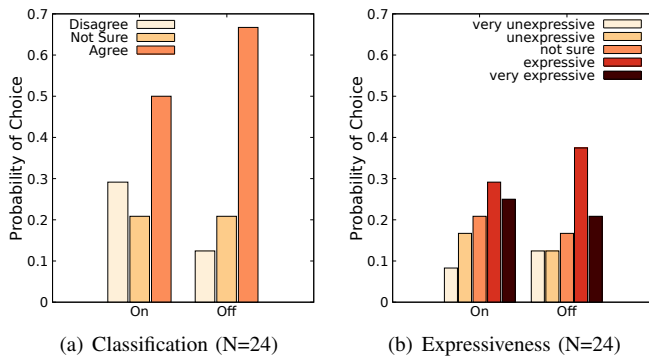 Disagree
Not Sure
Agree
0.7
0.6
0.5
0.4
0.3
0.2
0.1
0
Probability of Choice
On
Off
(a) Classification (N=24)
very unexpressive
unexpressive
not sure
expressive
very expressive
0.7
0.6
0.5
0.4
0.3
0.2
0.1
0
Probability of Choice
On
Off
(b) Expressiveness (N=24)